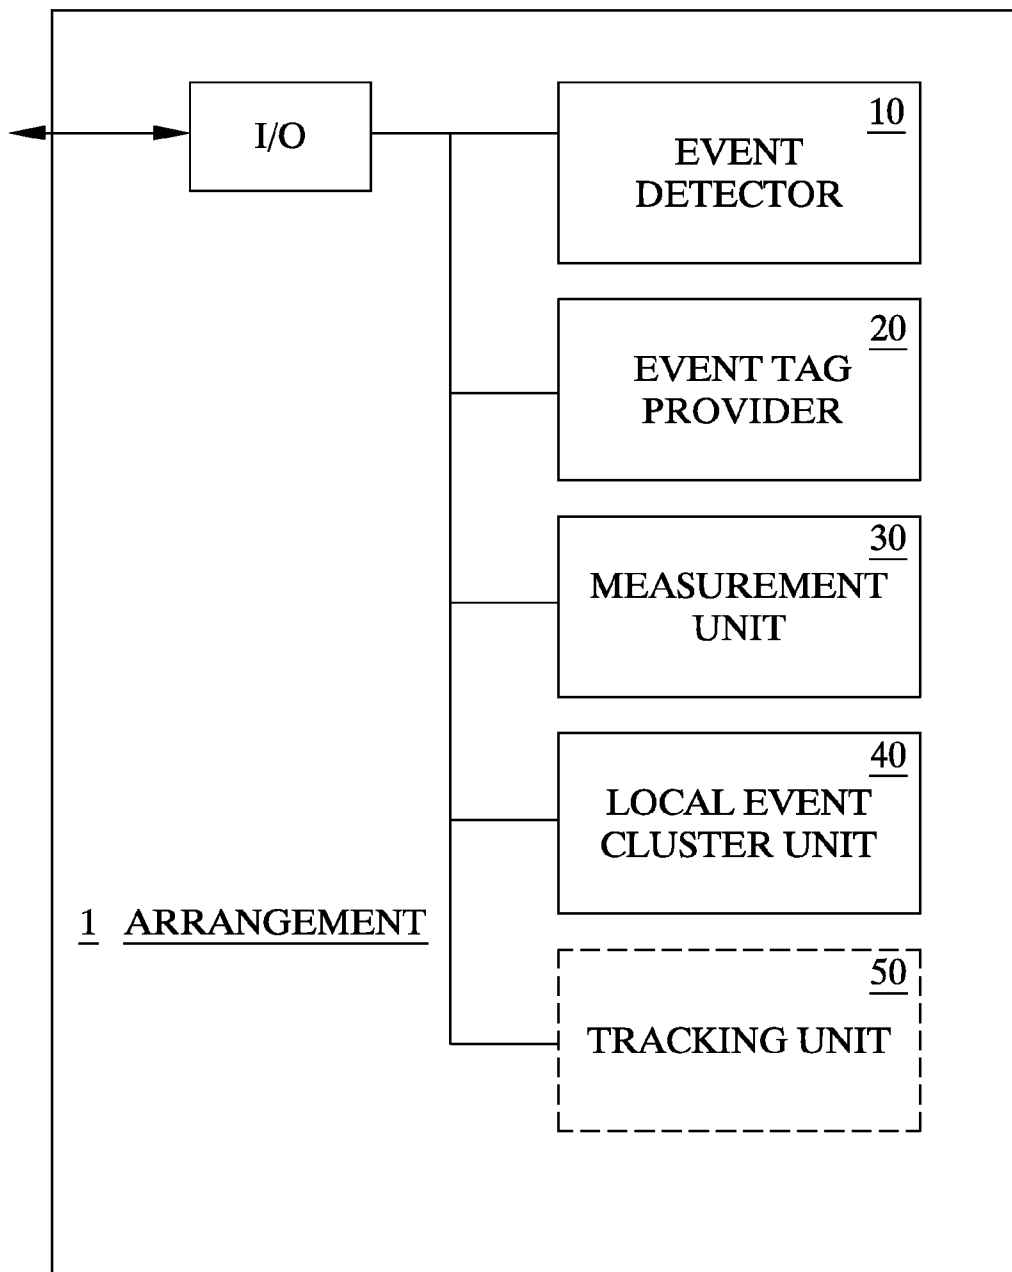 I/O
10
EVENT
DETECTOR
20
EVENT TAG
PROVIDER
30
MEASUREMENT
UNIT
40
LOCAL EVENT
CLUSTER UNIT
1 ARRANGEMENT
50
TRACKING UNIT